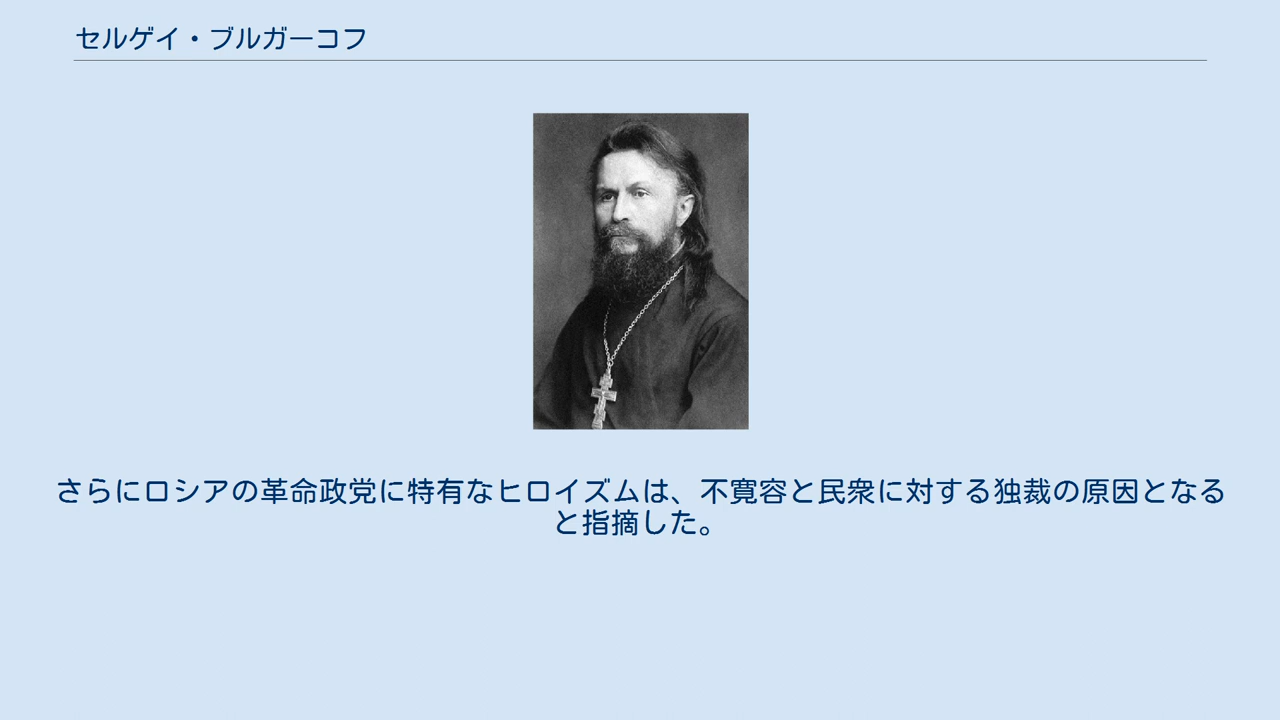 セルゲイ・ブルガーコフ
さらにロシアの革命政党に特有なヒロイズムは、不寛容と民衆に対する独裁の原因となる
と指摘した。